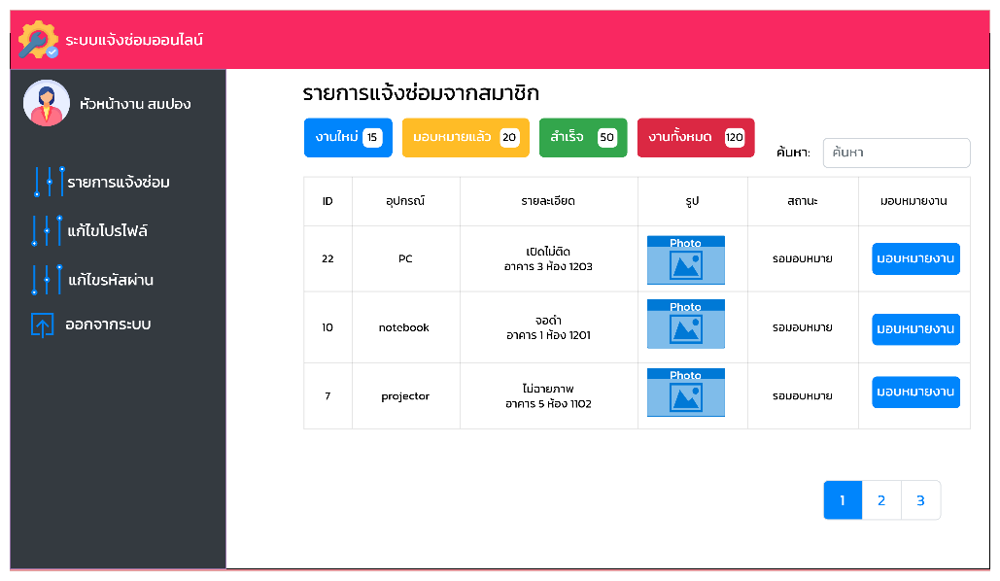 ระบบแจ้งซ่อมออนไลน์
หัวหน้างาน สมปอง
รายการแจ้งซ่อม
แก้ไขโปรไฟล์
แก้ไขรหัสผ่าน
ออกจากระบบ
รายการแจ้งซ่อมจากสมาชิก
งานใหม่ 15 มอบหมายแล้ว 20 สำเร็จ 50 งานทั้งหมด 120
ค้นหา: ค้นหา
ID อุปกรณ์ รายละเอียด รูป สถานะ มอบหมายงาน
22 PC เปิดไม่ติด Photo รอมอบหมาย มอบหมายงาน
อาคาร 3 ห้อง 1203
10 notebook จอดำ Photo รอมอบหมาย มอบหมายงาน
อาคาร 1 ห้อง 1201
7 projector ไม่ฉายภาพ Photo รอมอบหมาย มอบหมายงาน
อาคาร 5 ห้อง 1102
1 2 3